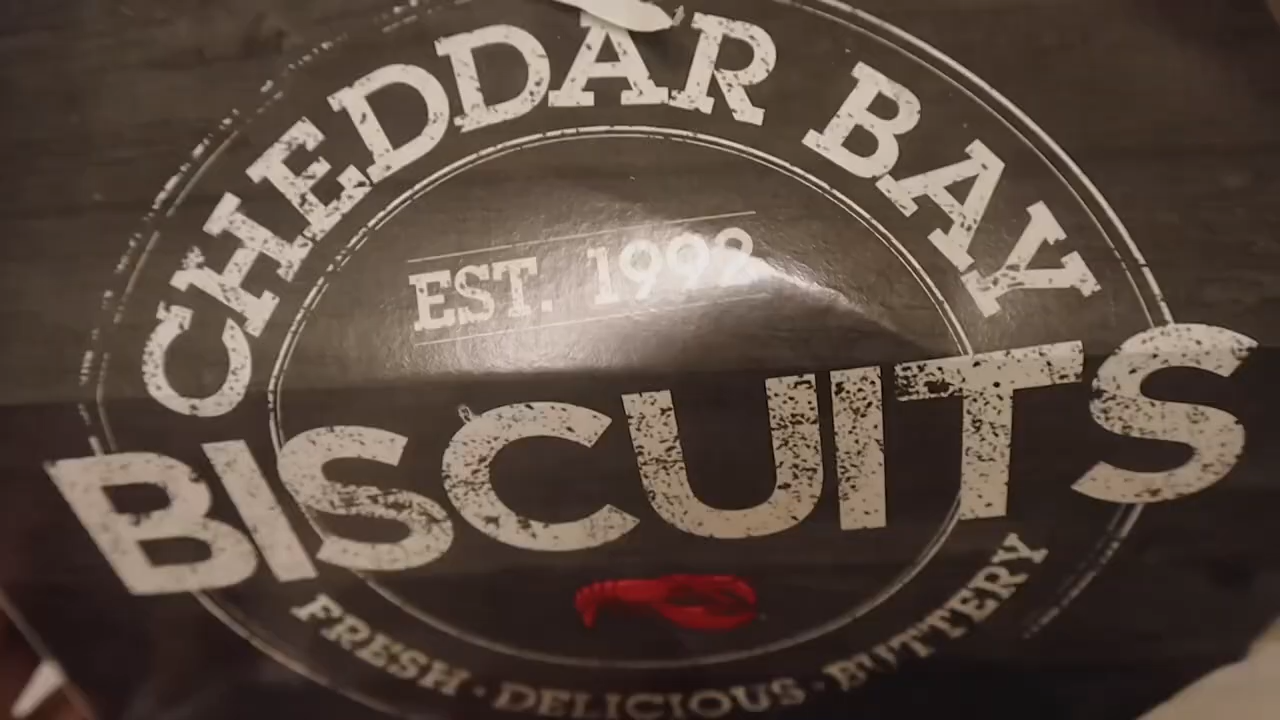 CHEDDAR BAY
EST. 1992
BISCUITS
FRESH · DELICIOUS · BUTTERY